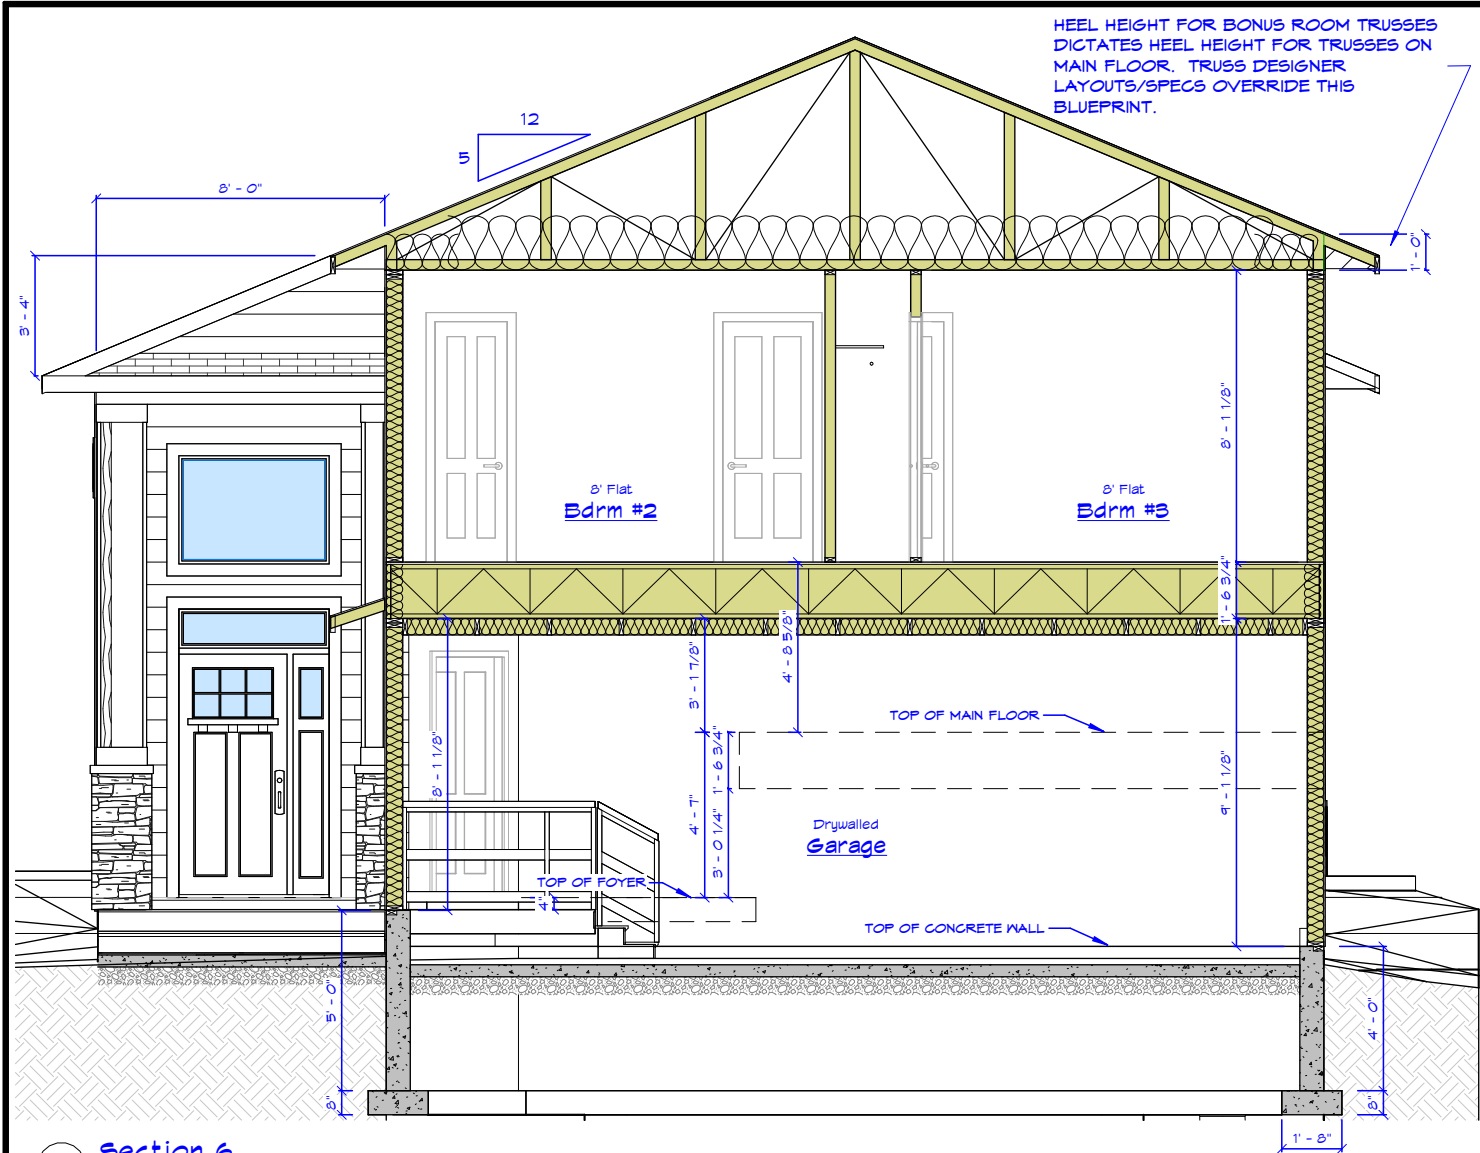 HEEL HEIGHT FOR BONUS ROOM TRUSSES
DICTATES HEEL HEIGHT FOR TRUSSES ON
MAIN FLOOR. TRUSS DESIGNER
LAYOUTS/SPECS OVERRIDE THIS
BLUEPRINT.
12
5
8' - 0"
1' - 0"
3' - 4"
8' - 1 1/8"
8' Flat
Bdrm #2
8' Flat
Bdrm #3
1' - 6 3/4"
4' - 8 5/8"
3' - 1 7/8"
TOP OF MAIN FLOOR
8' - 1 1/8"
1' - 6 3/4"
9' - 1 1/8"
4' - 7"
3' - 0 1/4"
Drywalled
Garage
TOP OF FOYER
4"
TOP OF CONCRETE WALL
5' - 0"
4' - 0"
8"
8"
1' - 8"
Section 6